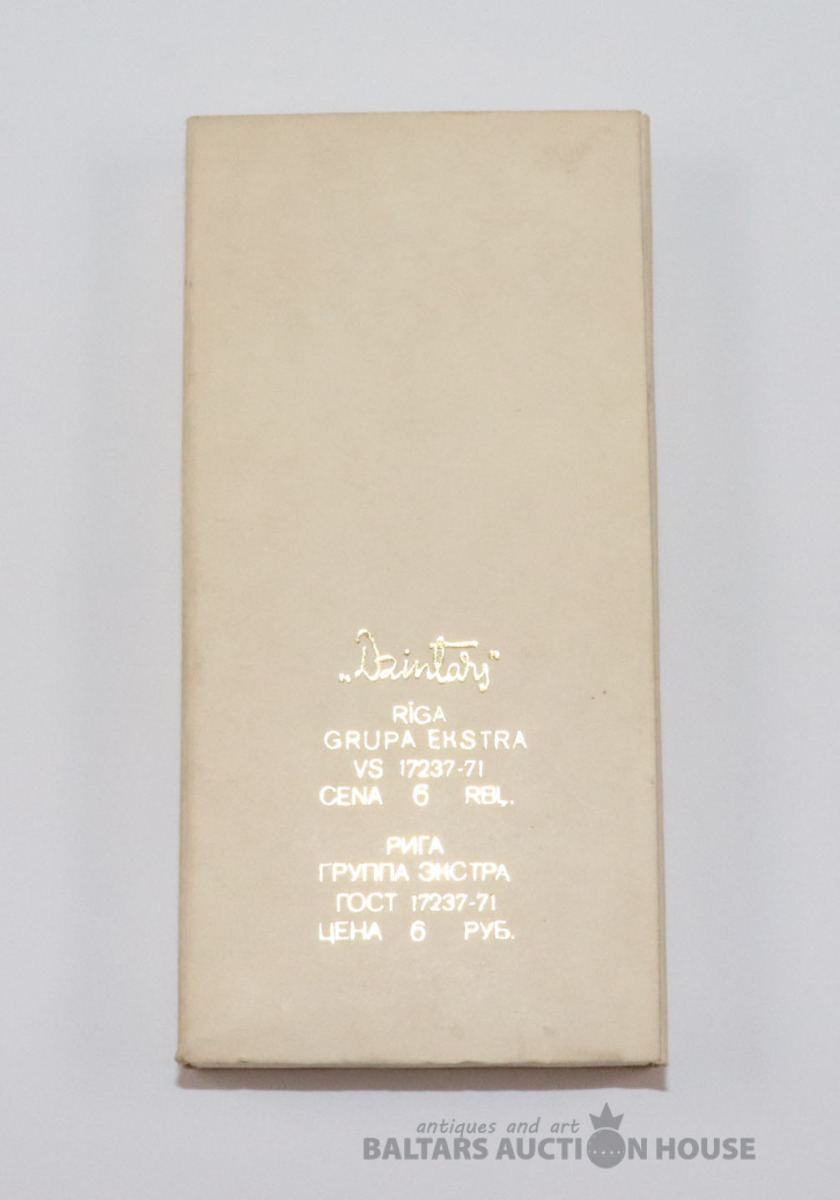 „Dzintars”
RĪGA
GRUPA EKSTRA
VS 17237-71
CENA 6 RBĻ.
РИГА
ГРУППА ЭКСТРА
ГОСТ 17237-71
ЦЕНА 6 РУБ.
antiques and art
BALTARS AUCTION HOUSE